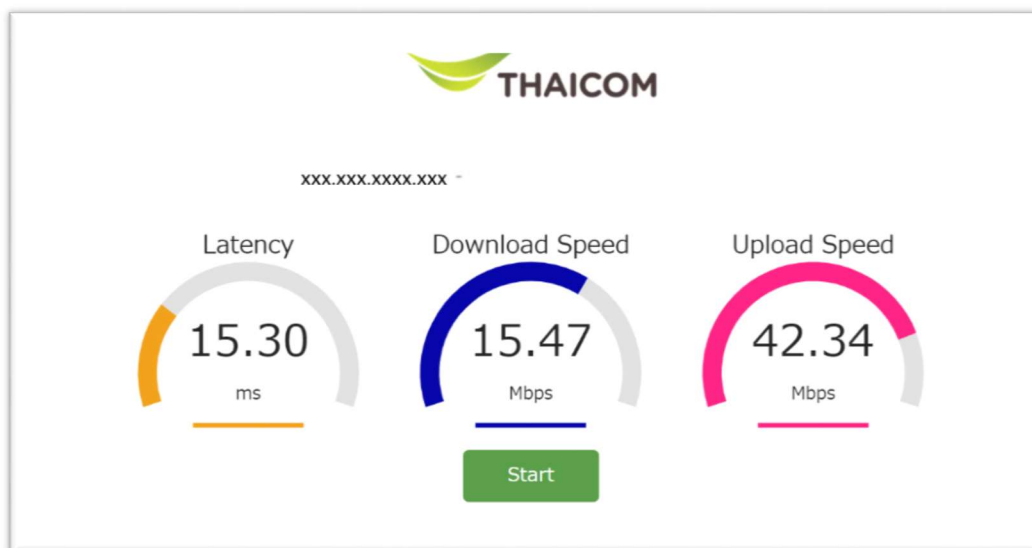 THAICOM
xxx.xxx.xxxx.xxx
Latency Download Speed Upload Speed
15.30 15.47 42.34
ms Mbps Mbps
Start